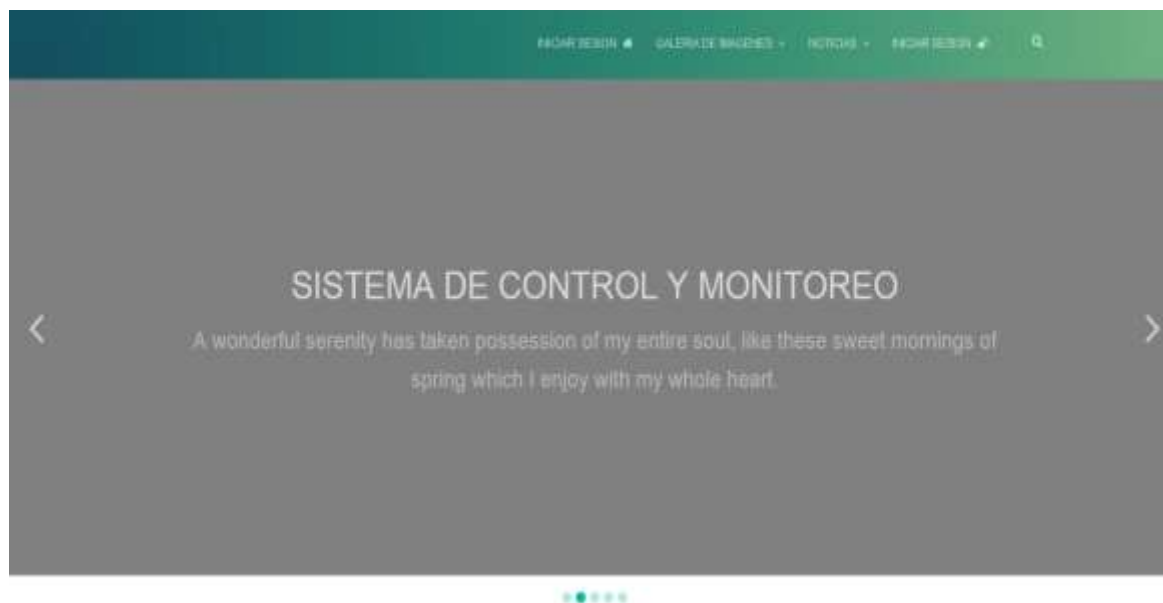 INICIAR SESION GALERIA DE IMAGENES NOTICIAS INICIAR SESION
SISTEMA DE CONTROL Y MONITOREO
A wonderful serenity has taken possession of my entire soul, like these sweet mornings of
spring which I enjoy with my whole heart.